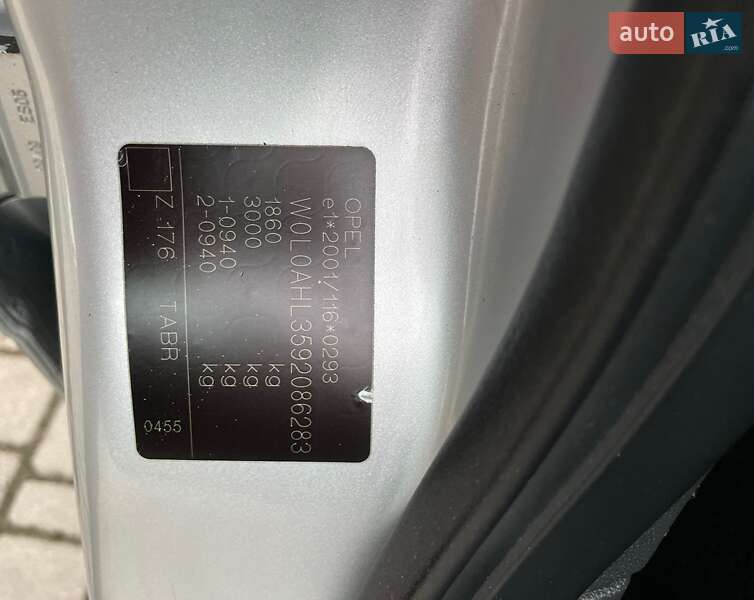 auto RIA
.com
OPEL
e1*2001/116*0293
W0L0AHL3592086283
1860 kg
3000 kg
1-0940 kg
2-0940 kg
Z 176 TABR
0455